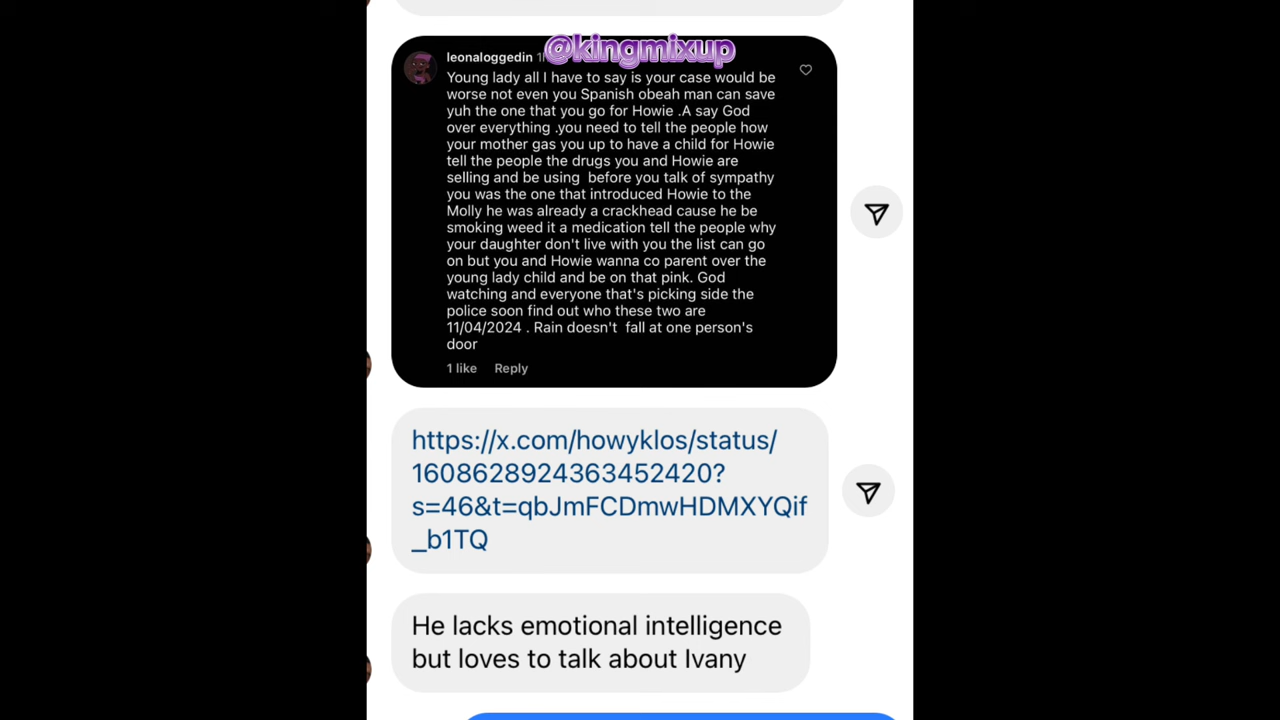 @kingmixup
leonaloggedin
Young lady all I have to say is your case would be
worse not even you Spanish obeah man can save
yuh the one that you go for Howie .A say God
over everything .you need to tell the people how
your mother gas you up to have a child for Howie
tell the people the drugs you and Howie are
selling and be using before you talk of sympathy
you was the one that introduced Howie to the
Molly he was already a crackhead cause he be
smoking weed it a medication tell the people why
your daughter don't live with you the list can go
on but you and Howie wanna co parent over the
young lady child and be on that pink. God
watching and everyone that's picking side the
police soon find out who these two are
11/04/2024 . Rain doesn't fall at one person's
door
1 like Reply
https://x.com/howyklos/status/
1608628924363452420?
s=46&t=qbJmFCDmwHDMXYQif
_b1TQ
He lacks emotional intelligence
but loves to talk about Ivany